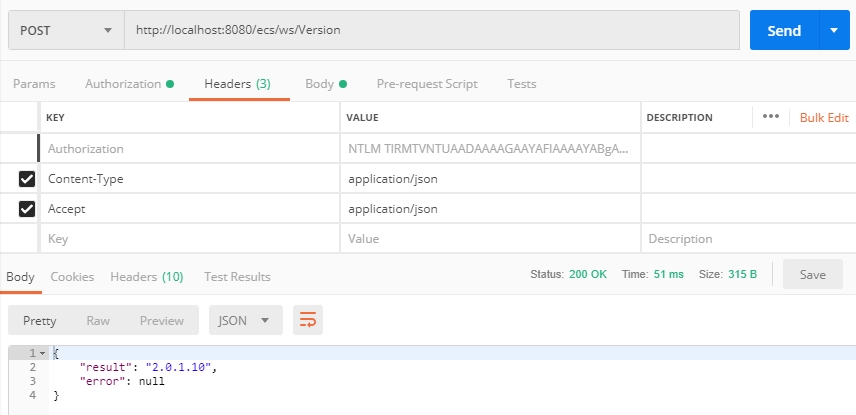 POST http://localhost:8080/ecs/ws/Version Send
Params Authorization Headers (3) Body Pre-request Script Tests
KEY VALUE DESCRIPTION ••• Bulk Edit
Authorization NTLM TlRMTVNTUAADAAAAGAAYAFIAAAAYABgA...
Content-Type application/json
Accept application/json
Key Value Description
Body Cookies Headers (10) Test Results Status: 200 OK Time: 51 ms Size: 315 B Save
Pretty Raw Preview JSON
1 {
2 "result": "2.0.1.10",
3 "error": null
4 }